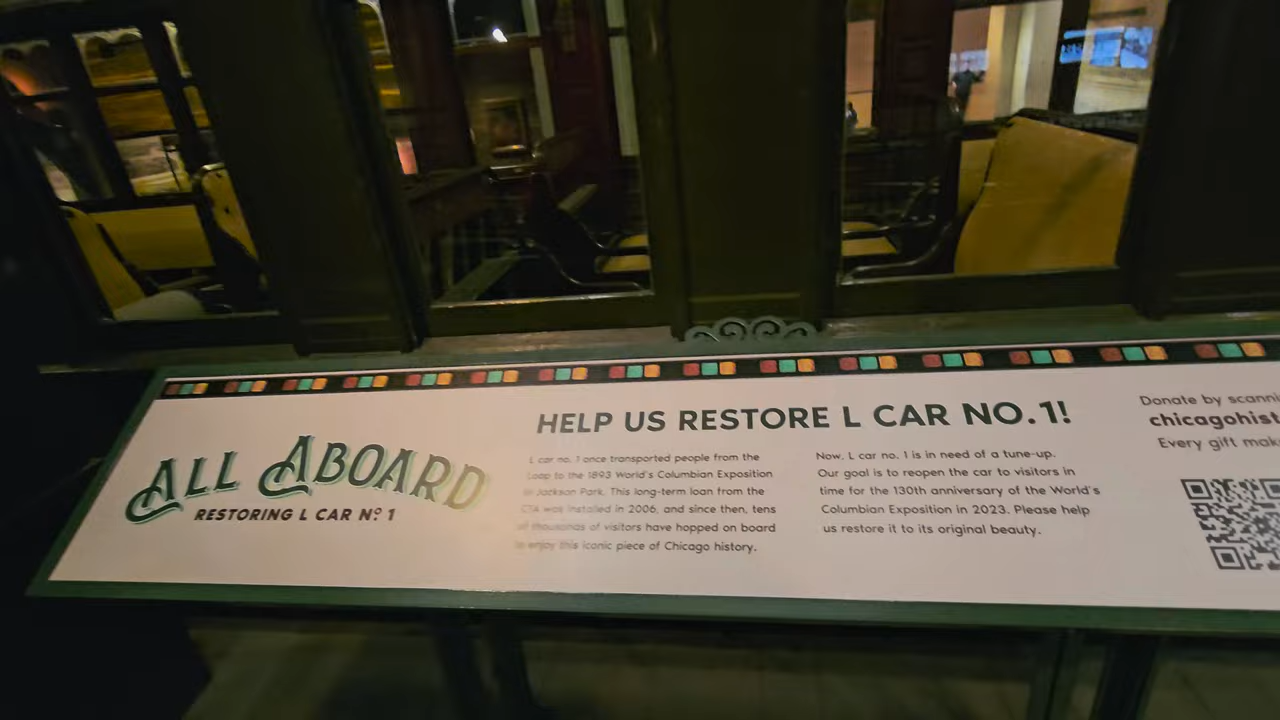 ALL ABOARD
RESTORING L CAR Nº 1
HELP US RESTORE L CAR NO. 1!
L car no. 1 once transported people from the
Loop to the 1893 World's Columbian Exposition
in Jackson Park. This long-term loan from the
CTA was installed in 2006, and since then, tens
of thousands of visitors have hopped on board
to enjoy this iconic piece of Chicago history.
Now, L car no. 1 is in need of a tune-up.
Our goal is to reopen the car to visitors in
time for the 130th anniversary of the World's
Columbian Exposition in 2023. Please help
us restore it to its original beauty.
Donate by scanni
chicagohist
Every gift mak